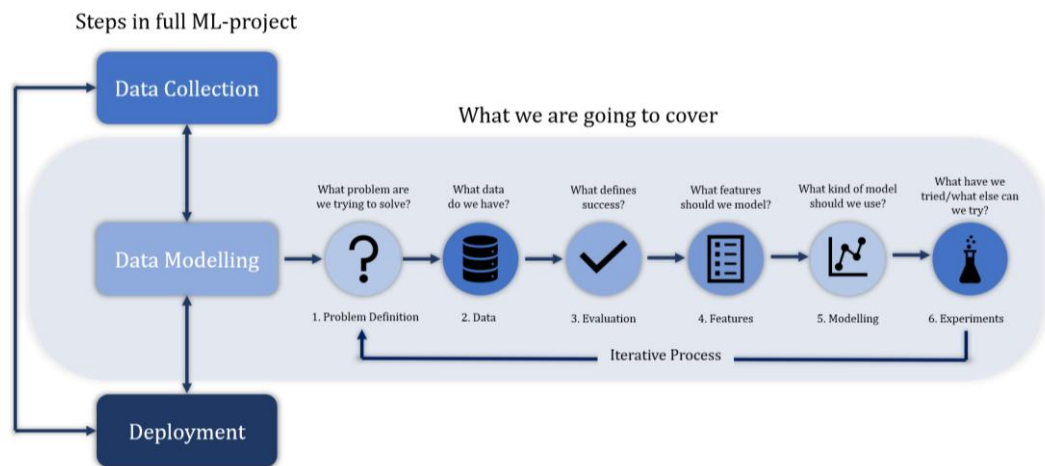 Steps in full ML-project
Data Collection
What we are going to cover
What problem are
we trying to solve?
What data
do we have?
What defines
success?
What features
should we model?
What kind of model
should we use?
What have we
tried/what else can
we try?
Data Modelling
?
1. Problem Definition
2. Data
3. Evaluation
4. Features
5. Modelling
6. Experiments
Iterative Process
Deployment